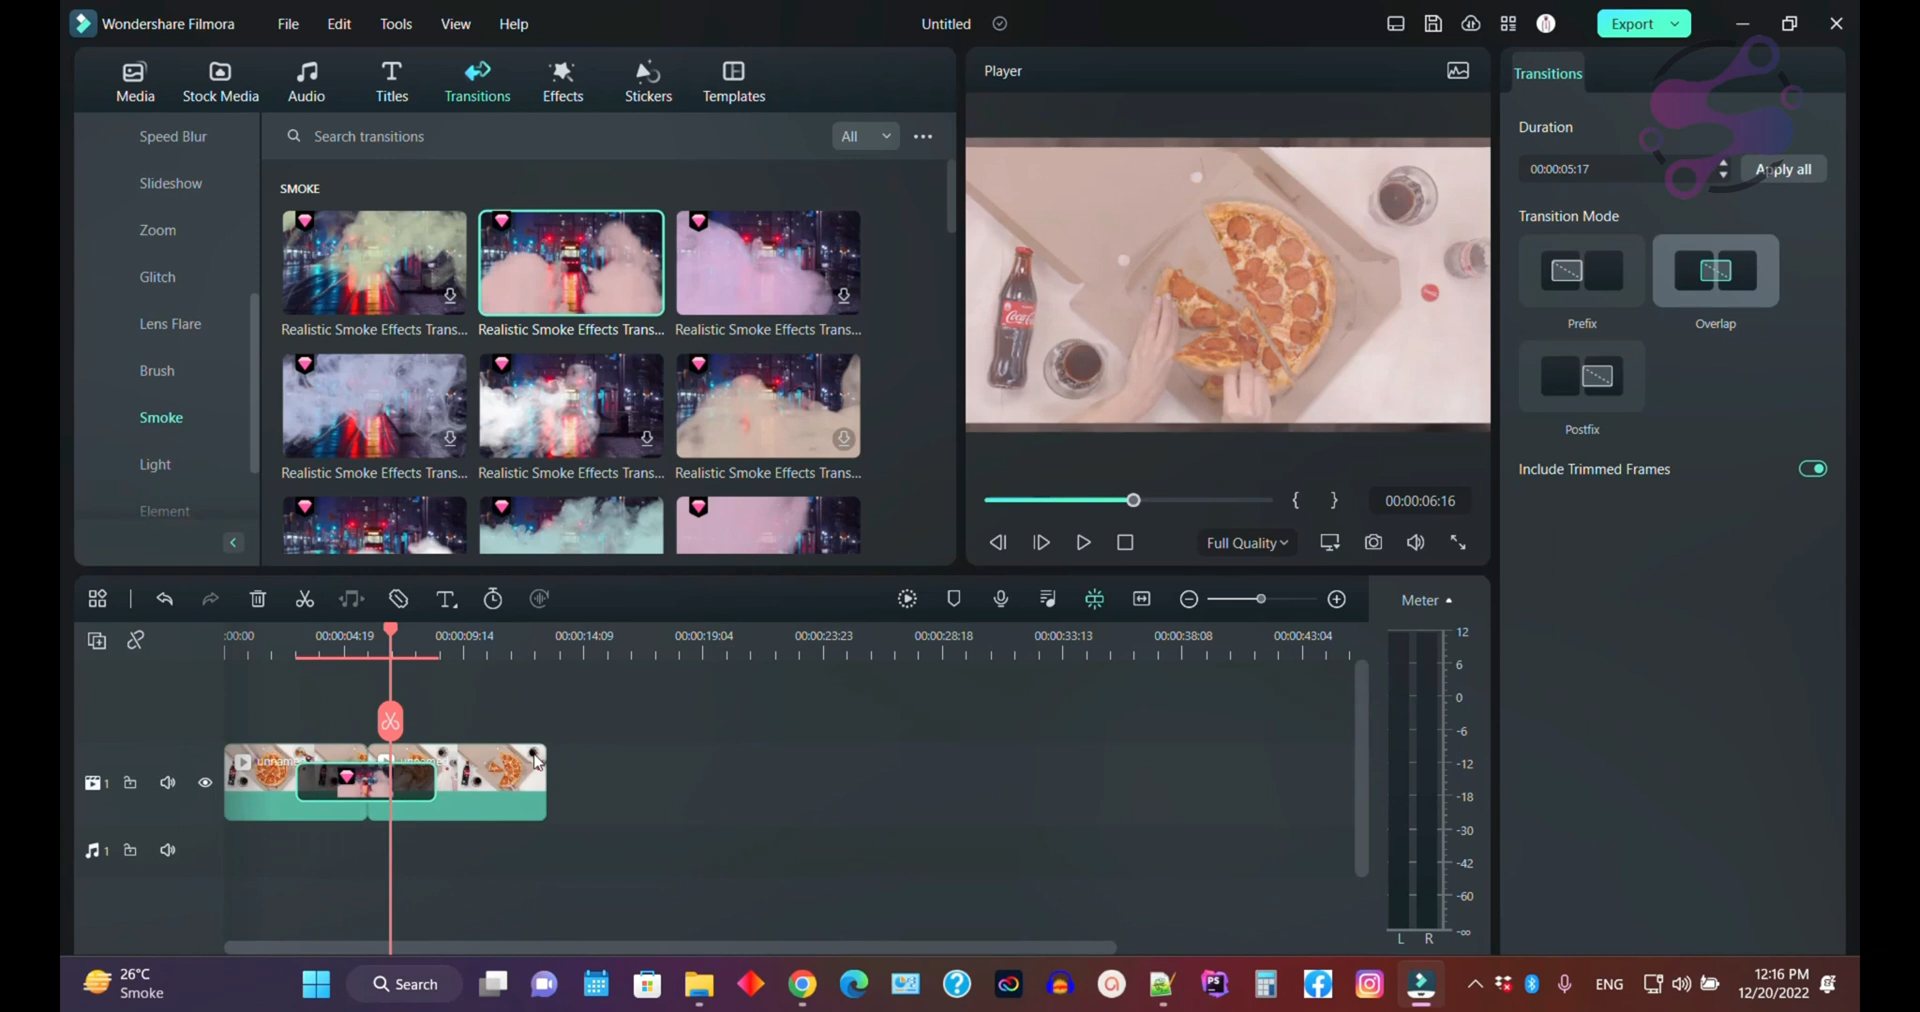 Wondershare Filmora
File Edit Tools View Help
Untitled
Export
Media
Stock Media
Audio
Titles
Transitions
Effects
Stickers
Templates
Player
Transitions
Speed Blur
Slideshow
Zoom
Glitch
Lens Flare
Brush
Smoke
Light
Element
Search transitions
All
SMOKE
Realistic Smoke Effects Trans...
Realistic Smoke Effects Trans...
Realistic Smoke Effects Trans...
Realistic Smoke Effects Trans...
Realistic Smoke Effects Trans...
Realistic Smoke Effects Trans...
Coca-Cola
00:00:06:16
Full Quality
Duration
00:00:05:17
Apply all
Transition Mode
Prefix
Overlap
Postfix
Include Trimmed Frames
Meter
:00:00 00:00:04:19 00:00:09:14 00:00:14:09 00:00:19:04 00:00:23:23 00:00:28:18 00:00:33:13 00:00:38:08 00:00:43:04
1
1
12
6
0
-6
-12
-18
-30
-42
-60
-∞
L R
26°C
Smoke
Search
PS
ENG
12:16 PM
12/20/2022